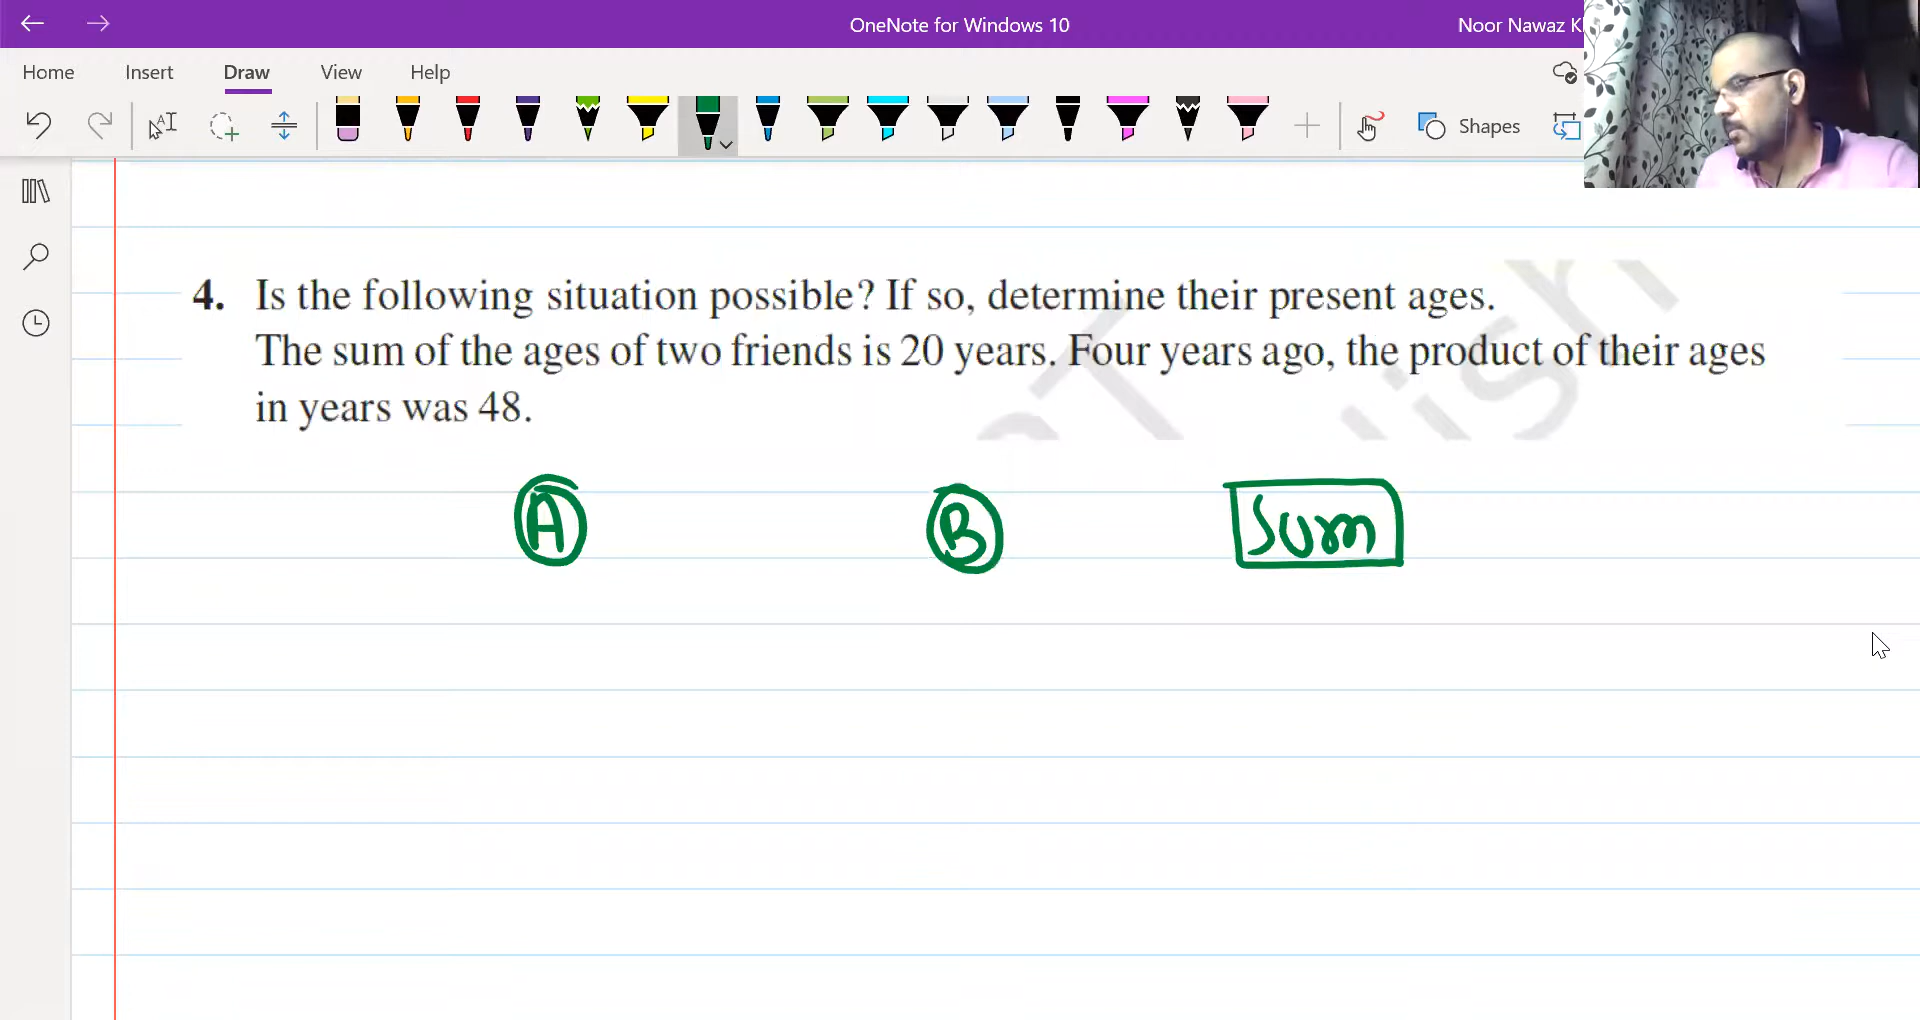 OneNote for Windows 10
Noor Nawaz K
Home Insert Draw View Help
Shapes
4. Is the following situation possible? If so, determine their present ages.
The sum of the ages of two friends is 20 years. Four years ago, the product of their ages
in years was 48.
A B Sum